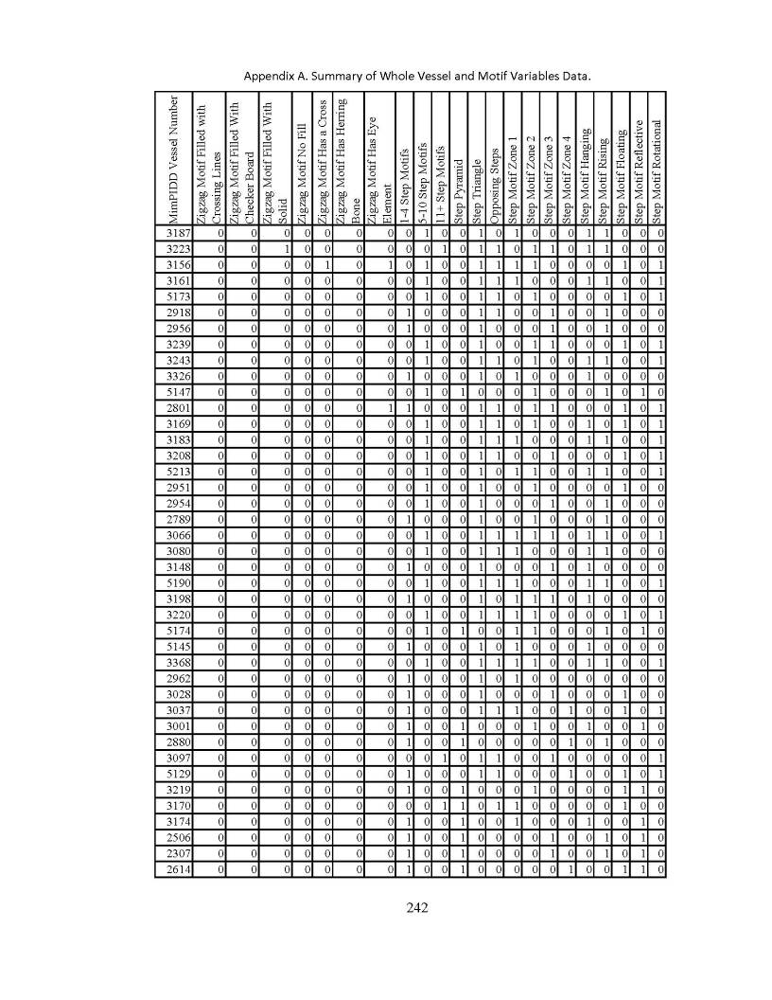 Appendix A. Summary of Whole Vessel and Motif Variables Data.
MimPIDD Vessel Number
Zigzag Motif Filled with
Crossing Lines
Zigzag Motif Filled With
Checker Board
Zigzag Motif Filled With
Solid
Zigzag Motif No Fill
Zigzag Motif Has a Cross
Zigzag Motif Has Herring
Bone
Zigzag Motif Has Eye
Element
1-4 Step Motifs
5-10 Step Motifs
11+ Step Motifs
Step Pyramid
Step Triangle
Opposing Steps
Step Motif Zone 1
Step Motif Zone 2
Step Motif Zone 3
Step Motif Zone 4
Step Motif Hanging
Step Motif Rising
Step Motif Floating
Step Motif Reflective
Step Motif Rotational
3187 0 0 0 0 0 0 0 0 1 0 0 1 0 1 0 0 0 1 1 0 0 0
3223 0 0 1 0 0 0 0 0 0 1 0 1 1 0 1 1 0 1 1 0 0 0
3156 0 0 0 0 1 0 1 0 1 0 0 1 1 1 1 0 0 0 0 1 0 1
3161 0 0 0 0 0 0 0 0 1 0 0 1 1 1 0 0 0 1 1 0 0 1
5173 0 0 0 0 0 0 0 0 1 0 0 1 1 0 1 0 0 0 0 1 0 1
2918 0 0 0 0 0 0 0 1 0 0 0 1 1 0 0 1 0 0 1 0 0 0
2956 0 0 0 0 0 0 0 1 0 0 0 1 0 0 0 1 0 0 1 0 0 0
3239 0 0 0 0 0 0 0 0 1 0 0 1 0 0 1 1 0 0 0 1 0 1
3243 0 0 0 0 0 0 0 0 1 0 0 1 1 0 1 0 0 1 1 0 0 1
3326 0 0 0 0 0 0 0 1 0 0 0 1 0 1 0 0 0 1 0 0 0 0
5147 0 0 0 0 0 0 0 0 1 0 1 0 0 0 1 0 0 0 1 0 1 0
2801 0 0 0 0 0 0 1 1 0 0 0 1 1 0 1 1 0 0 0 1 0 1
3169 0 0 0 0 0 0 0 0 1 0 0 1 1 0 1 0 0 1 0 1 0 1
3183 0 0 0 0 0 0 0 0 1 0 0 1 1 1 0 0 0 1 1 0 0 1
3208 0 0 0 0 0 0 0 0 1 0 0 1 1 0 0 1 0 0 0 1 0 1
5213 0 0 0 0 0 0 0 0 1 0 0 1 0 1 1 0 0 1 1 0 0 1
2951 0 0 0 0 0 0 0 0 1 0 0 1 0 0 1 0 0 0 0 1 0 0
2954 0 0 0 0 0 0 0 0 1 0 0 1 0 0 0 1 0 0 1 0 0 0
2789 0 0 0 0 0 0 0 1 0 0 0 1 0 0 1 0 0 0 1 0 0 0
3066 0 0 0 0 0 0 0 0 1 0 0 1 1 1 1 1 0 1 1 0 0 1
3080 0 0 0 0 0 0 0 0 1 0 0 1 1 1 0 0 0 1 1 0 0 0
3148 0 0 0 0 0 0 0 1 0 0 0 1 0 0 0 1 0 1 0 0 0 0
5190 0 0 0 0 0 0 0 0 1 0 0 1 1 1 0 0 0 1 1 0 0 1
3198 0 0 0 0 0 0 0 1 0 0 0 1 0 1 1 1 0 1 0 0 0 0
3220 0 0 0 0 0 0 0 0 1 0 0 1 1 1 1 0 0 0 0 1 0 1
5174 0 0 0 0 0 0 0 0 1 0 1 0 0 1 1 0 0 0 1 0 1 0
5145 0 0 0 0 0 0 0 1 0 0 0 1 0 1 0 0 0 1 0 0 0 0
3368 0 0 0 0 0 0 0 0 1 0 0 1 1 1 1 0 0 1 1 0 0 1
2962 0 0 0 0 0 0 0 1 0 0 0 1 0 1 0 0 0 0 0 0 0 0
3028 0 0 0 0 0 0 0 1 0 0 0 1 0 0 0 1 0 0 0 1 0 0
3037 0 0 0 0 0 0 0 1 0 0 0 1 1 1 0 0 1 0 0 1 0 1
3001 0 0 0 0 0 0 0 1 0 0 1 0 0 0 1 0 0 1 0 0 1 0
2880 0 0 0 0 0 0 0 1 0 0 1 0 0 0 0 0 1 0 1 0 0 0
3097 0 0 0 0 0 0 0 0 0 1 0 1 1 0 0 1 0 0 0 0 0 1
5129 0 0 0 0 0 0 0 1 0 0 0 1 1 0 0 0 1 0 0 1 0 1
3219 0 0 0 0 0 0 0 1 0 0 1 0 0 0 1 0 0 0 0 1 1 0
3170 0 0 0 0 0 0 0 0 0 1 1 0 1 1 0 0 0 0 0 1 0 0
3174 0 0 0 0 0 0 0 1 0 0 1 0 0 1 0 0 0 1 0 0 1 0
2506 0 0 0 0 0 0 0 1 0 0 1 0 0 0 0 1 0 0 1 0 1 0
2307 0 0 0 0 0 0 0 1 0 0 1 0 0 0 0 1 0 0 1 0 1 0
2614 0 0 0 0 0 0 0 1 0 0 1 0 0 0 0 0 1 0 0 1 1 0
242